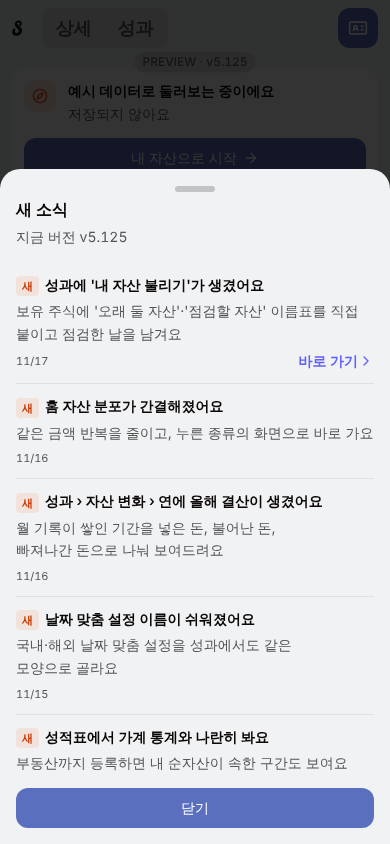 S
상세 성과
PREVIEW · v5.125
예시 데이터로 둘러보는 중이에요
저장되지 않아요
내 자산으로 시작 →
새 소식
지금 버전 v5.125
새 성과에 '내 자산 불리기'가 생겼어요
보유 주식에 '오래 둘 자산'·'점검할 자산' 이름표를 직접
붙이고 점검한 날을 남겨요
11/17 바로 가기 >
새 홈 자산 분포가 간결해졌어요
같은 금액 반복을 줄이고, 누른 종류의 화면으로 바로 가요
11/16
새 성과 › 자산 변화 › 연에 올해 결산이 생겼어요
월 기록이 쌓인 기간을 넣은 돈, 불어난 돈,
빠져나간 돈으로 나눠 보여드려요
11/16
새 날짜 맞춤 설정 이름이 쉬워졌어요
국내·해외 날짜 맞춤 설정을 성과에서도 같은
모양으로 골라요
11/15
새 성적표에서 가계 통계와 나란히 봐요
부동산까지 등록하면 내 순자산이 속한 구간도 보여요
닫기